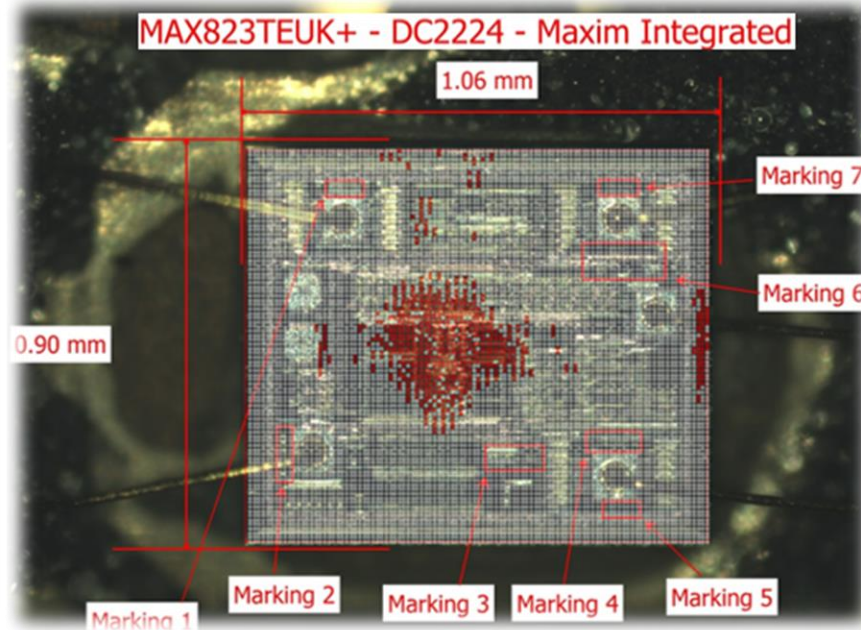 MAX823TEUK+ - DC2224 - Maxim Integrated
1.06 mm
Marking 7
Marking 6
0.90 mm
Marking 1
Marking 2
Marking 3
Marking 4
Marking 5